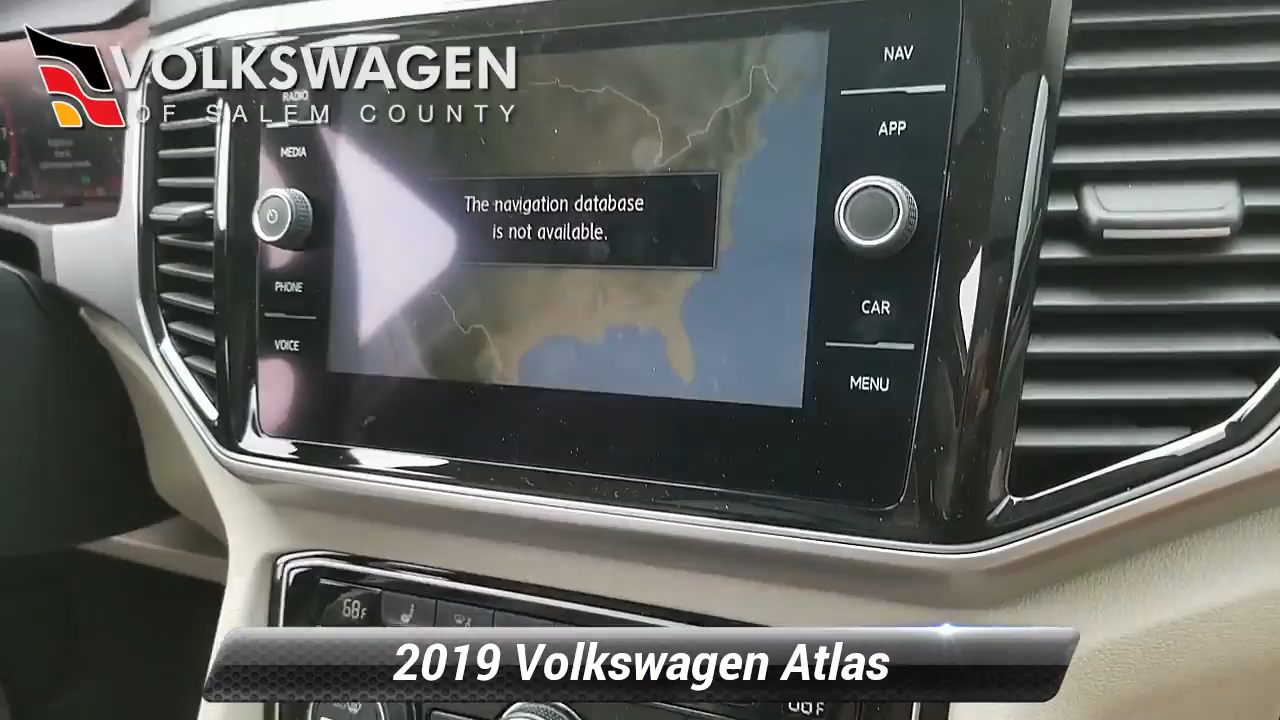 VOLKSWAGEN
OF SALEM COUNTY
RADIO
MEDIA
PHONE
VOICE
The navigation database
is not available.
NAV
APP
CAR
MENU
68F
2019 Volkswagen Atlas